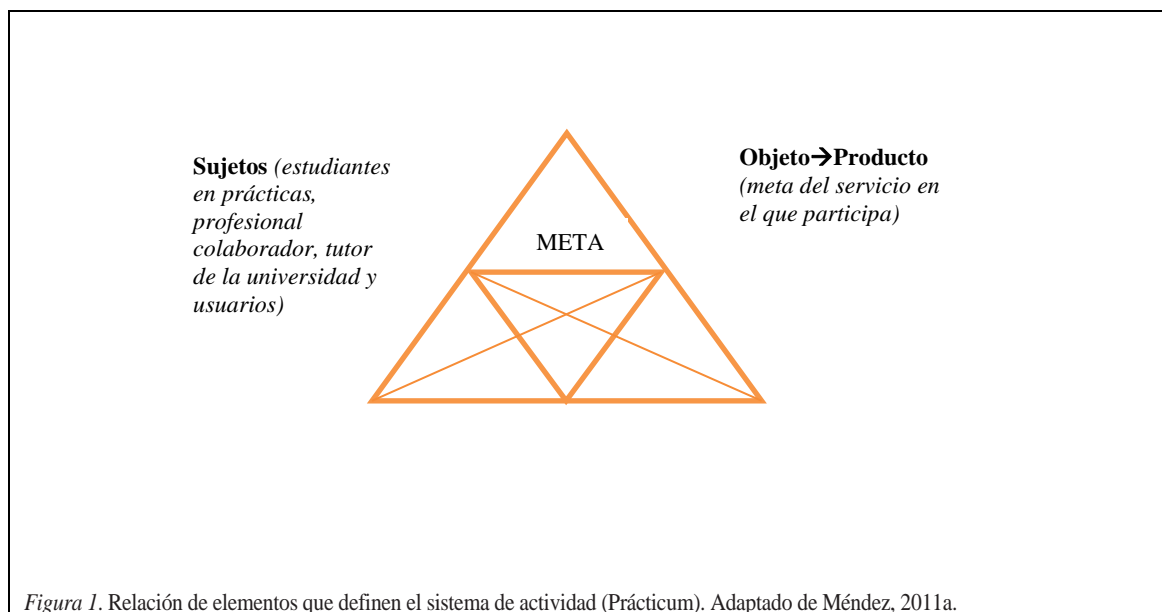 Sujetos (estudiantes
en prácticas,
profesional
colaborador, tutor
de la universidad y
usuarios)
Objeto→Producto
(meta del servicio en
el que participa)
META
Figura 1. Relación de elementos que definen el sistema de actividad (Prácticum). Adaptado de Méndez, 2011a.